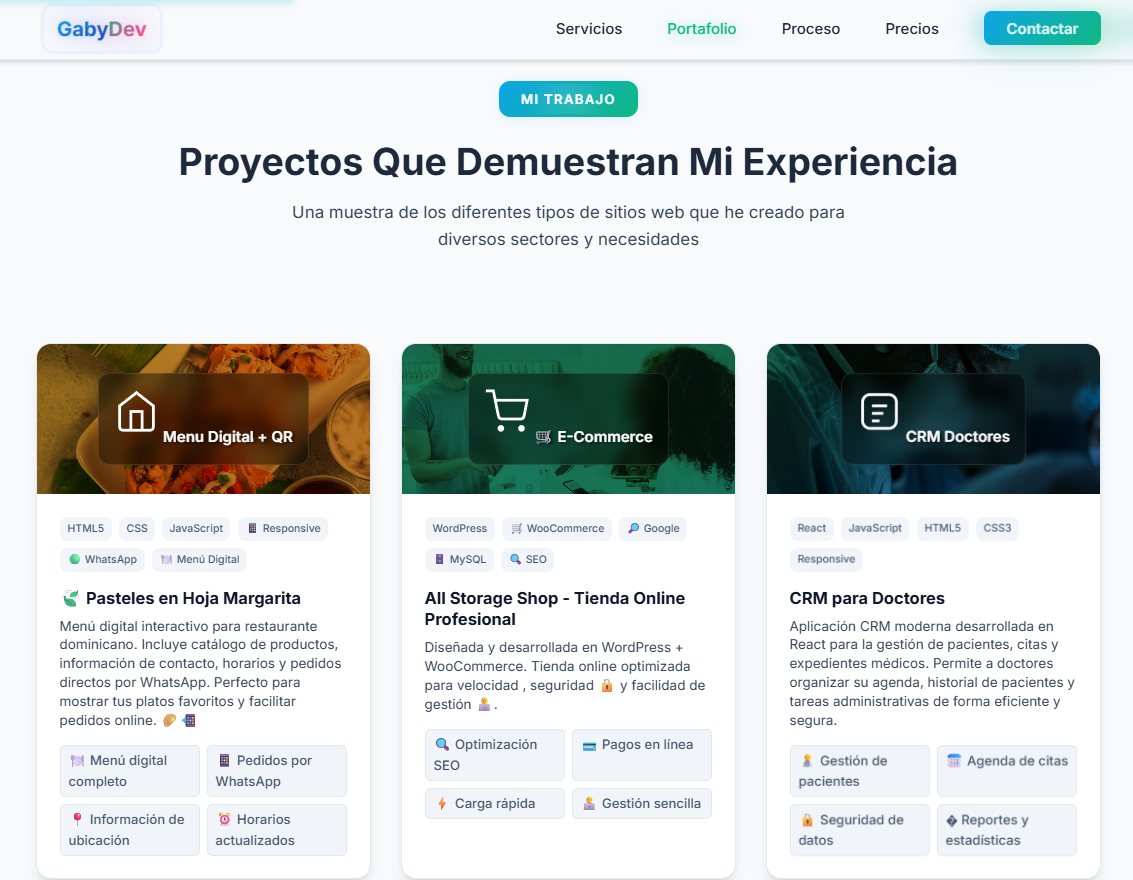 GabyDev
Servicios
Portafolio
Proceso
Precios
Contactar
MI TRABAJO
Proyectos Que Demuestran Mi Experiencia
Una muestra de los diferentes tipos de sitios web que he creado para
diversos sectores y necesidades
Menu Digital + QR
HTML5
CSS
JavaScript
📱 Responsive
🟢 WhatsApp
🍽️ Menú Digital
🌿 Pasteles en Hoja Margarita
Menú digital interactivo para restaurante
dominicano. Incluye catálogo de productos,
información de contacto, horarios y pedidos
directos por WhatsApp. Perfecto para
mostrar tus platos favoritos y facilitar
pedidos online. 🥟 📲
🍽️ Menú digital
completo
📱 Pedidos por
WhatsApp
📍 Información de
ubicación
⏰ Horarios
actualizados
🛒 E-Commerce
WordPress
🛒 WooCommerce
🔎 Google
MySQL
🔍 SEO
All Storage Shop - Tienda Online
Profesional
Diseñada y desarrollada en WordPress +
WooCommerce. Tienda online optimizada
para velocidad , seguridad 🔒 y facilidad de
gestión 🧑‍💻.
🔍 Optimización
SEO
💳 Pagos en línea
⚡ Carga rápida
🧑‍💻 Gestión sencilla
CRM Doctores
React
JavaScript
HTML5
CSS3
Responsive
CRM para Doctores
Aplicación CRM moderna desarrollada en
React para la gestión de pacientes, citas y
expedientes médicos. Permite a doctores
organizar su agenda, historial de pacientes y
tareas administrativas de forma eficiente y
segura.
Gestión de
pacientes
🗓️ Agenda de citas
🔒 Seguridad de
datos
� Reportes y
estadísticas